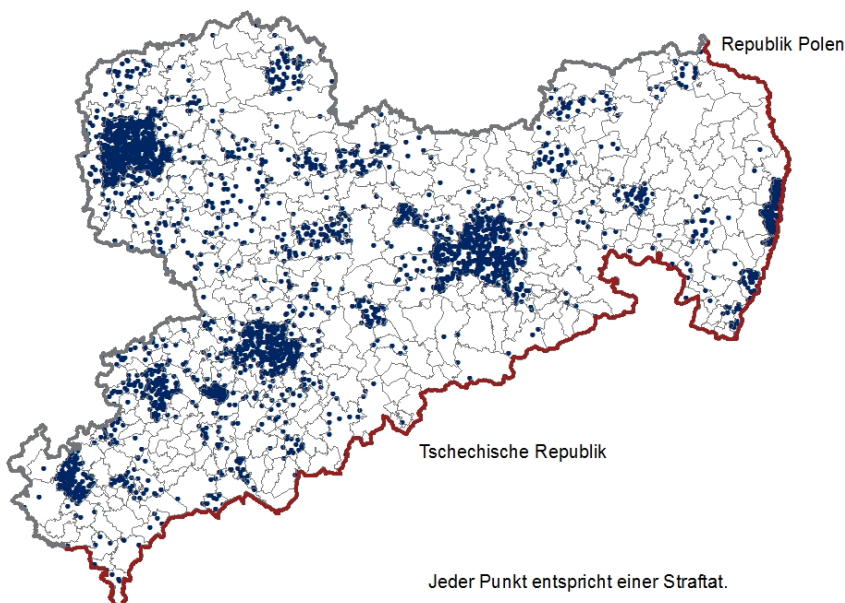 Republik Polen
Tschechische Republik
Jeder Punkt entspricht einer Straftat.